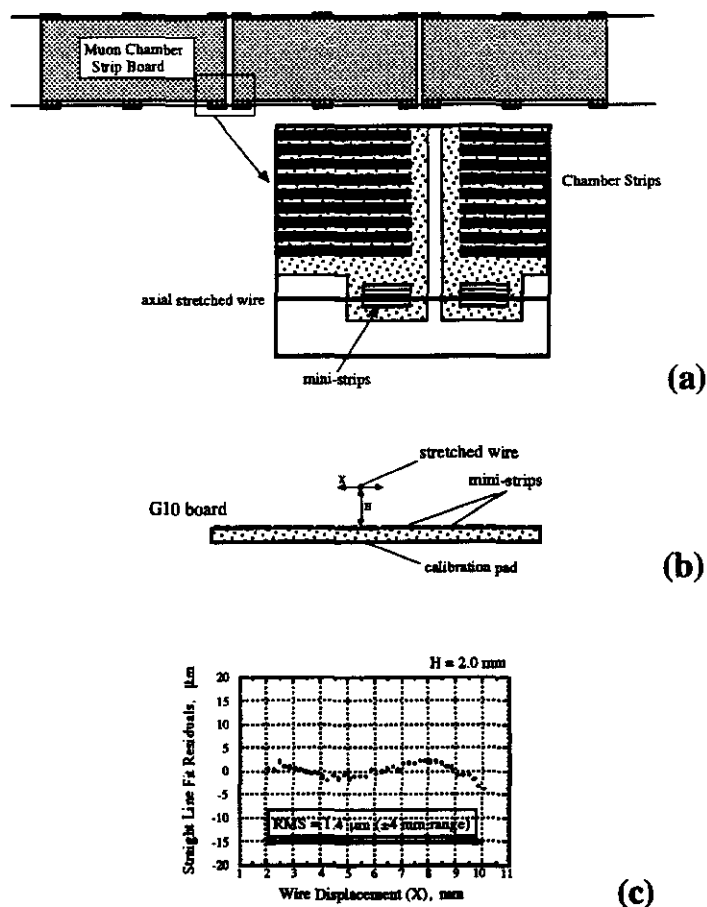 Muon Chamber
Strip Board
Chamber Strips
axial stretched wire
mini-strips
(a)
stretched wire
X
mini-strips
H
G10 board
calibration pad
(b)
H = 2.0 mm
Straight Line Fit Residuals, μm
20
15
10
5
0
-5
-10
-15
-20
RMS = 1.4 μm (±4 mm range)
1 2 3 4 5 6 7 8 9 10 11
Wire Displacement (X), mm
(c)